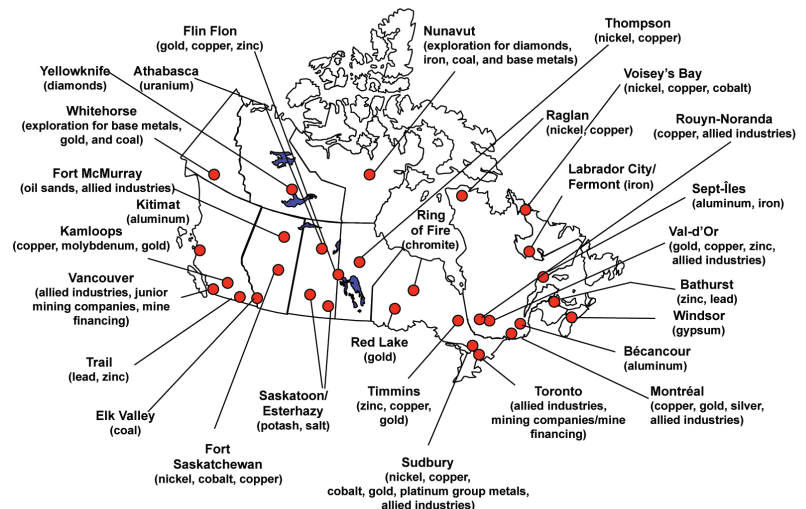 Flin Flon
(gold, copper, zinc)
Nunavut
(exploration for diamonds,
iron, coal, and base metals)
Thompson
(nickel, copper)
Yellowknife
(diamonds)
Athabasca
(uranium)
Voisey's Bay
(nickel, copper, cobalt)
Whitehorse
(exploration for base metals,
gold, and coal)
Raglan
(nickel, copper)
Rouyn-Noranda
(copper, allied industries)
Fort McMurray
(oil sands, allied industries)
Labrador City/
Fermont (iron)
Sept-Îles
(aluminum, iron)
Kitimat
(aluminum)
Ring
of Fire
(chromite)
Kamloops
(copper, molybdenum, gold)
Val-d'Or
(gold, copper, zinc,
allied industries)
Vancouver
(allied industries, junior
mining companies, mine
financing)
Bathurst
(zinc, lead)
Windsor
(gypsum)
Red Lake
(gold)
Bécancour
(aluminum)
Trail
(lead, zinc)
Saskatoon/
Esterhazy
(potash, salt)
Timmins
(zinc, copper,
gold)
Toronto
(allied industries,
mining companies/mine
financing)
Montréal
(copper, gold, silver,
allied industries)
Elk Valley
(coal)
Fort
Saskatchewan
(nickel, cobalt, copper)
Sudbury
(nickel, copper,
cobalt, gold, platinum group metals,
allied industries)